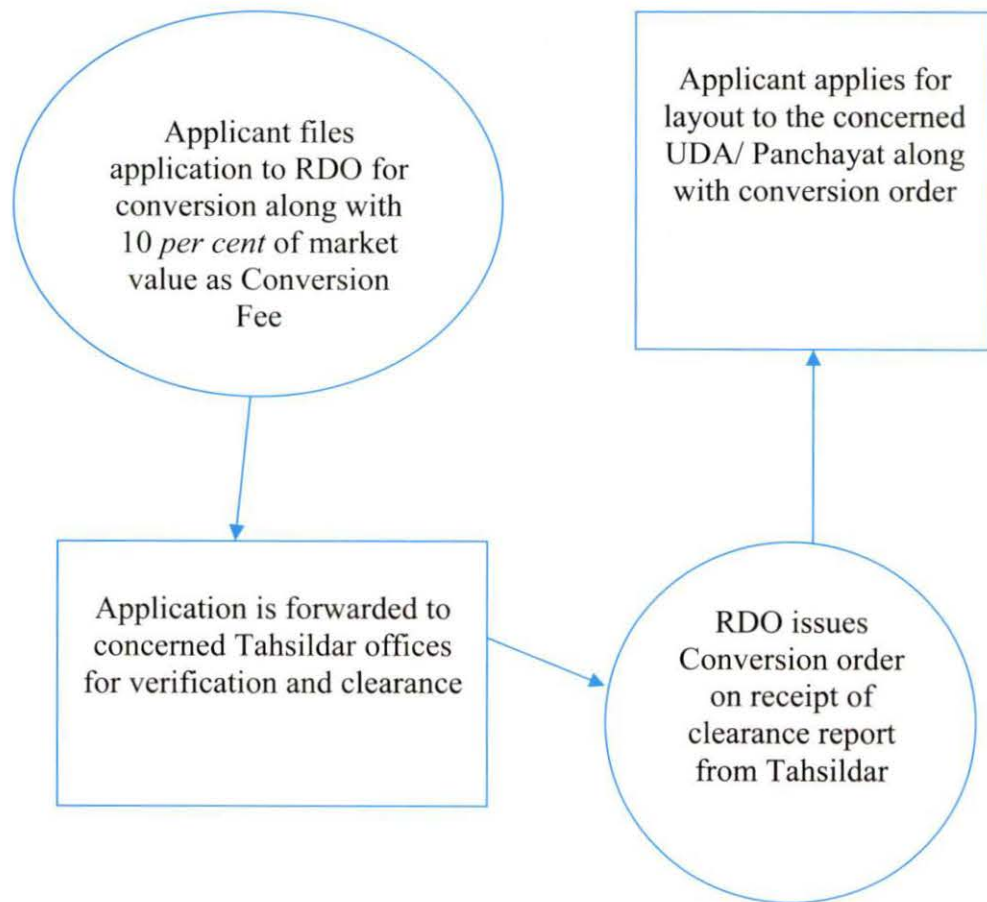 Applicant files
application to RDO for
conversion along with
10 per cent of market
value as Conversion
Fee
Application is forwarded to
concerned Tahsildar offices
for verification and clearance
RDO issues
Conversion order
on receipt of
clearance report
from Tahsildar
Applicant applies for
layout to the concerned
UDA/ Panchayat along
with conversion order